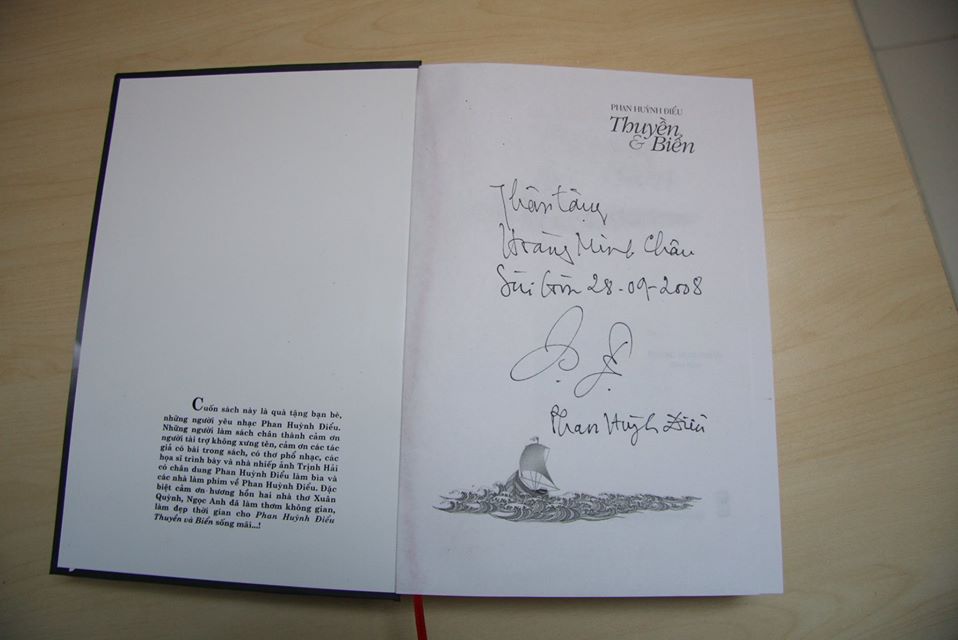 Cuốn sách này là quà tặng bạn bè,
những người yêu nhạc Phan Huỳnh Điểu.
Những người làm sách chân thành cảm ơn
người tài trợ không xưng tên, cảm ơn các tác
giả có bài trong sách, có thơ phổ nhạc, các
họa sĩ trình bày và nhà nhiếp ảnh Trịnh Hải
có chân dung Phan Huỳnh Điểu làm bìa và
các nhà làm phim về Phan Huỳnh Điểu. Đặc
biệt cảm ơn hương hồn hai nhà thơ Xuân
Quỳnh, Ngọc Anh đã làm thơm không gian,
làm đẹp thời gian cho Phan Huỳnh Điểu
Thuyền và Biển sống mãi...!
PHAN HUỲNH ĐIỂU
Thuyền
& Biển
Thân tặng
Hoàng Minh Châu
Sài Gòn 28-09-2008
Phan Huỳnh Điểu